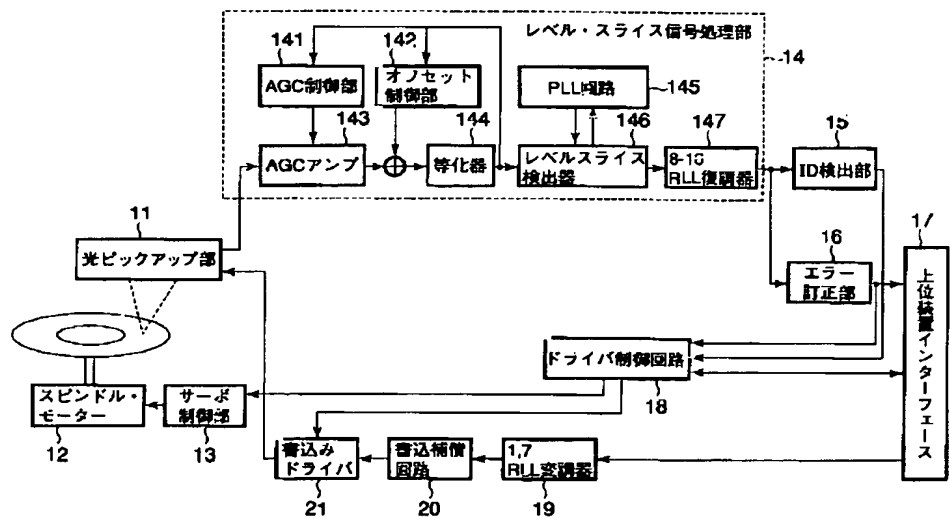 レベル・スライス信号処理部
14
141
AGC制御部
142
オフセット
制御部
PLL回路
145
143
AGCアンプ
144
等化器
146
レベルスライス
検出器
147
8-16
RLL復調器
15
ID検出部
11
光ピックアップ部
16
エラー
訂正部
17
上位装置インターフェース
ドライバ制御回路
18
スピンドル・
モーター
12
サーボ
制御部
13
書込み
ドライバ
21
書込補償
回路
20
1,7
RLL変調器
19